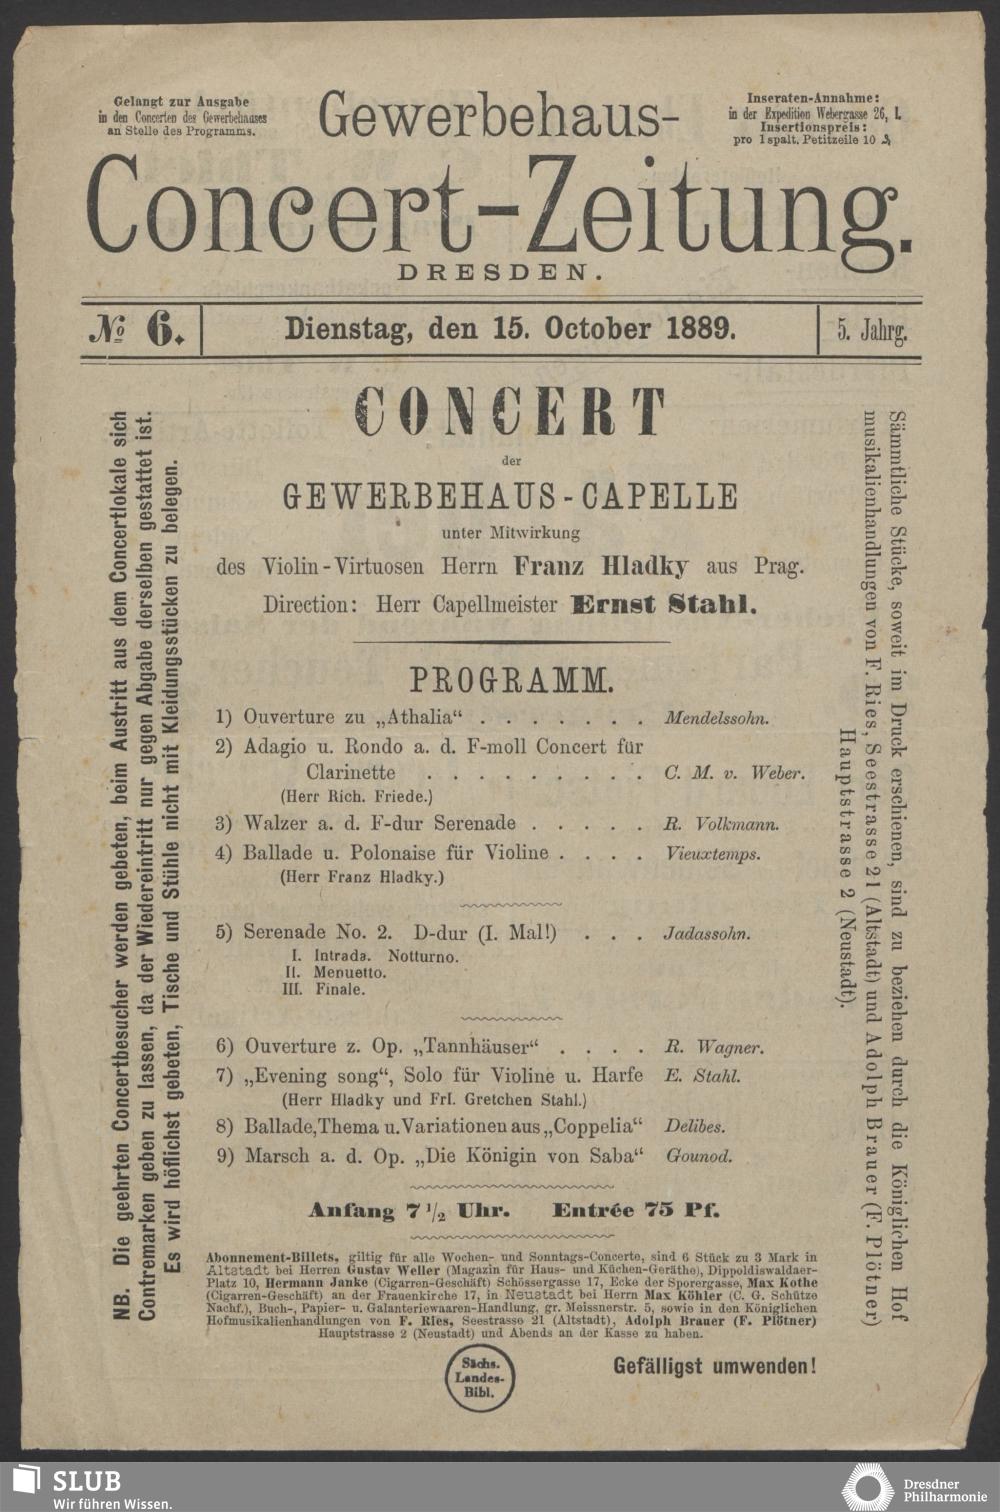 Gelangt zur Ausgabe
in den Concerten des Gewerbehauses
an Stelle des Programms.
Gewerbehaus-
Inseraten-Annahme:
in der Expedition Webergasse 26, I.
Insertionspreis:
pro 1spalt. Petitzeile 10 ₰
Concert-Zeitung.
DRESDEN.
№ 6.
Dienstag, den 15. October 1889.
5. Jahrg.
NB. Die geehrten Concertbesucher werden gebeten, beim Austritt aus dem Concertlokale sich
Contremarken geben zu lassen, da der Wiedereintritt nur gegen Abgabe derselben gestattet ist.
Es wird höflichst gebeten, Tische und Stühle nicht mit Kleidungsstücken zu belegen.
CONCERT
der
GEWERBEHAUS-CAPELLE
unter Mitwirkung
des Violin-Virtuosen Herrn Franz Hladky aus Prag.
Direction: Herr Capellmeister Ernst Stahl.
PROGRAMM.
1) Ouverture zu „Athalia“ . . . . . . . Mendelssohn.
2) Adagio u. Rondo a. d. F-moll Concert für
Clarinette . . . . . . . . . C. M. v. Weber.
(Herr Rich. Friede.)
3) Walzer a. d. F-dur Serenade . . . . . R. Volkmann.
4) Ballade u. Polonaise für Violine . . . . Vieuxtemps.
(Herr Franz Hladky.)
5) Serenade No. 2. D-dur (I. Mal!) . . . Jadassohn.
I. Intrada. Notturno.
II. Menuetto.
III. Finale.
6) Ouverture z. Op. „Tannhäuser“ . . . . R. Wagner.
7) „Evening song“, Solo für Violine u. Harfe E. Stahl.
(Herr Hladky und Frl. Gretchen Stahl.)
8) Ballade, Thema u. Variationen aus „Coppelia“ Delibes.
9) Marsch a. d. Op. „Die Königin von Saba“ Gounod.
Anfang 7 1/2 Uhr. Entrée 75 Pf.
Abonnement-Billets, giltig für alle Wochen- und Sonntags-Concerte, sind 6 Stück zu 3 Mark in
Altstadt bei Herren Gustav Weller (Magazin für Haus- und Küchen-Geräthe), Dippoldiswaldaer-
Platz 10, Hermann Janke (Cigarren-Geschäft) Schössergasse 17, Ecke der Sporergasse, Max Kothe
(Cigarren-Geschäft) an der Frauenkirche 17, in Neustadt bei Herrn Max Köhler (C. G. Schütze
Nachf.), Buch-, Papier- u. Galanteriewaaren-Handlung, gr. Meissnerstr. 5, sowie in den Königlichen
Hofmusikalienhandlungen von F. Ries, Seestrasse 21 (Altstadt), Adolph Brauer (F. Plötner)
Hauptstrasse 2 (Neustadt) und Abends an der Kasse zu haben.
Sämmtliche Stücke, soweit im Druck erschienen, sind zu beziehen durch die Königlichen Hof
musikalienhandlungen von F. Ries, Seestrasse 21 (Altstadt) und Adolph Brauer (F. Plötner)
Hauptstrasse 2 (Neustadt).
Sächs.
Landes-
Bibl.
Gefälligst umwenden!
SLUB
Wir führen Wissen.
Dresdner
Philharmonie